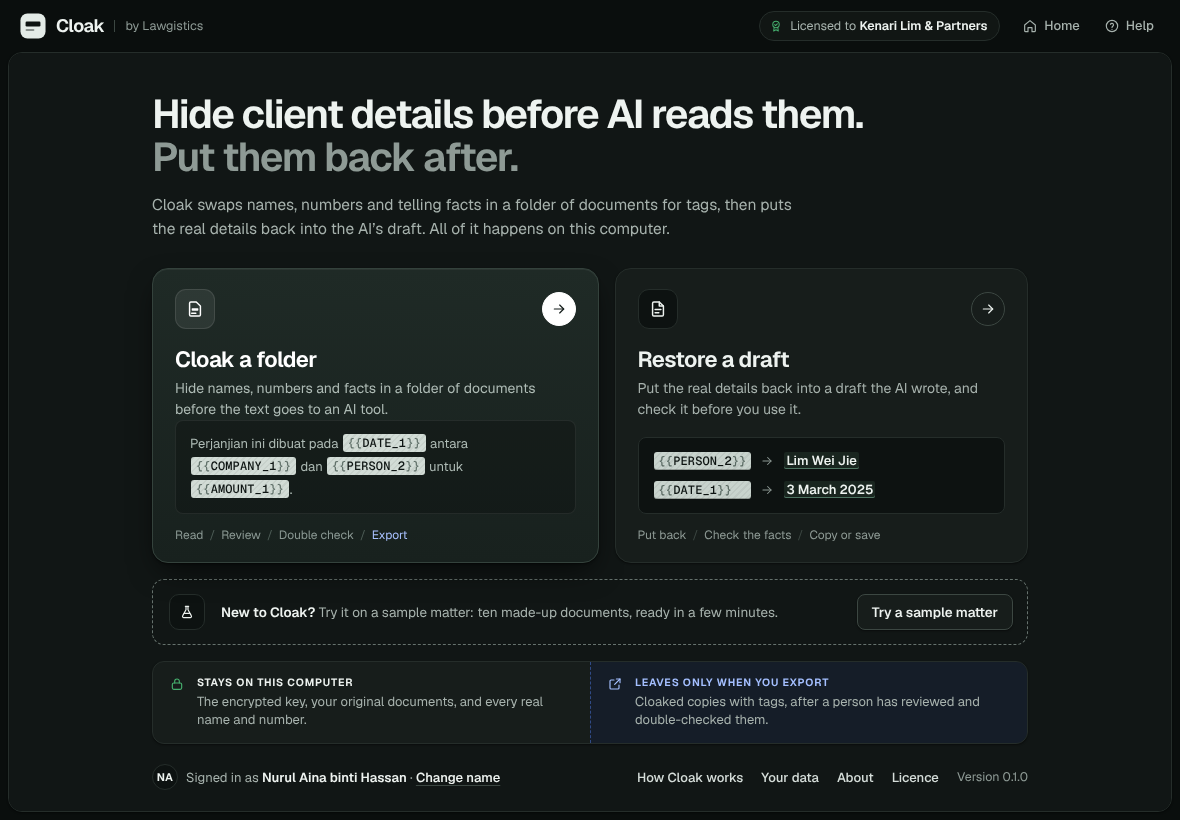 Cloak | by Lawgistics
Licensed to Kenari Lim & Partners
Home
Help
Hide client details before AI reads them.
Put them back after.
Cloak swaps names, numbers and telling facts in a folder of documents for tags, then puts
the real details back into the AI's draft. All of it happens on this computer.
Cloak a folder
Hide names, numbers and facts in a folder of documents
before the text goes to an AI tool.
Perjanjian ini dibuat pada {{DATE_1}} antara
{{COMPANY_1}} dan {{PERSON_2}} untuk
{{AMOUNT_1}}.
Read / Review / Double check / Export
Restore a draft
Put the real details back into a draft the AI wrote, and
check it before you use it.
{{PERSON_2}} → Lim Wei Jie
{{DATE_1}} → 3 March 2025
Put back / Check the facts / Copy or save
New to Cloak? Try it on a sample matter: ten made-up documents, ready in a few minutes.
Try a sample matter
STAYS ON THIS COMPUTER
The encrypted key, your original documents, and every real
name and number.
LEAVES ONLY WHEN YOU EXPORT
Cloaked copies with tags, after a person has reviewed and
double-checked them.
NA Signed in as Nurul Aina binti Hassan · Change name
How Cloak works Your data About Licence Version 0.1.0